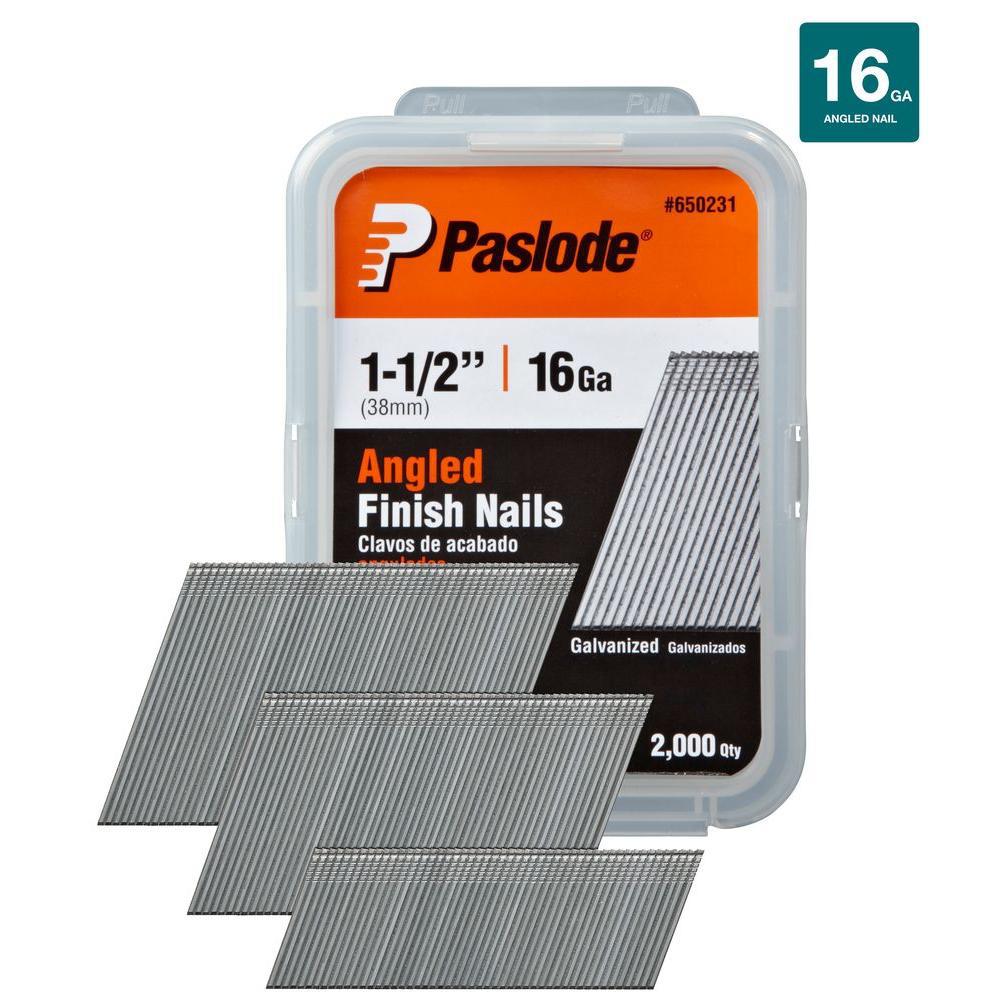 16 GA
ANGLED NAIL
Pull Pull
#650231
Paslode®
1-1/2” | 16Ga
(38mm)
Angled
Finish Nails
Clavos de acabado
angulados
Galvanized Galvanizados
2,000 Qty